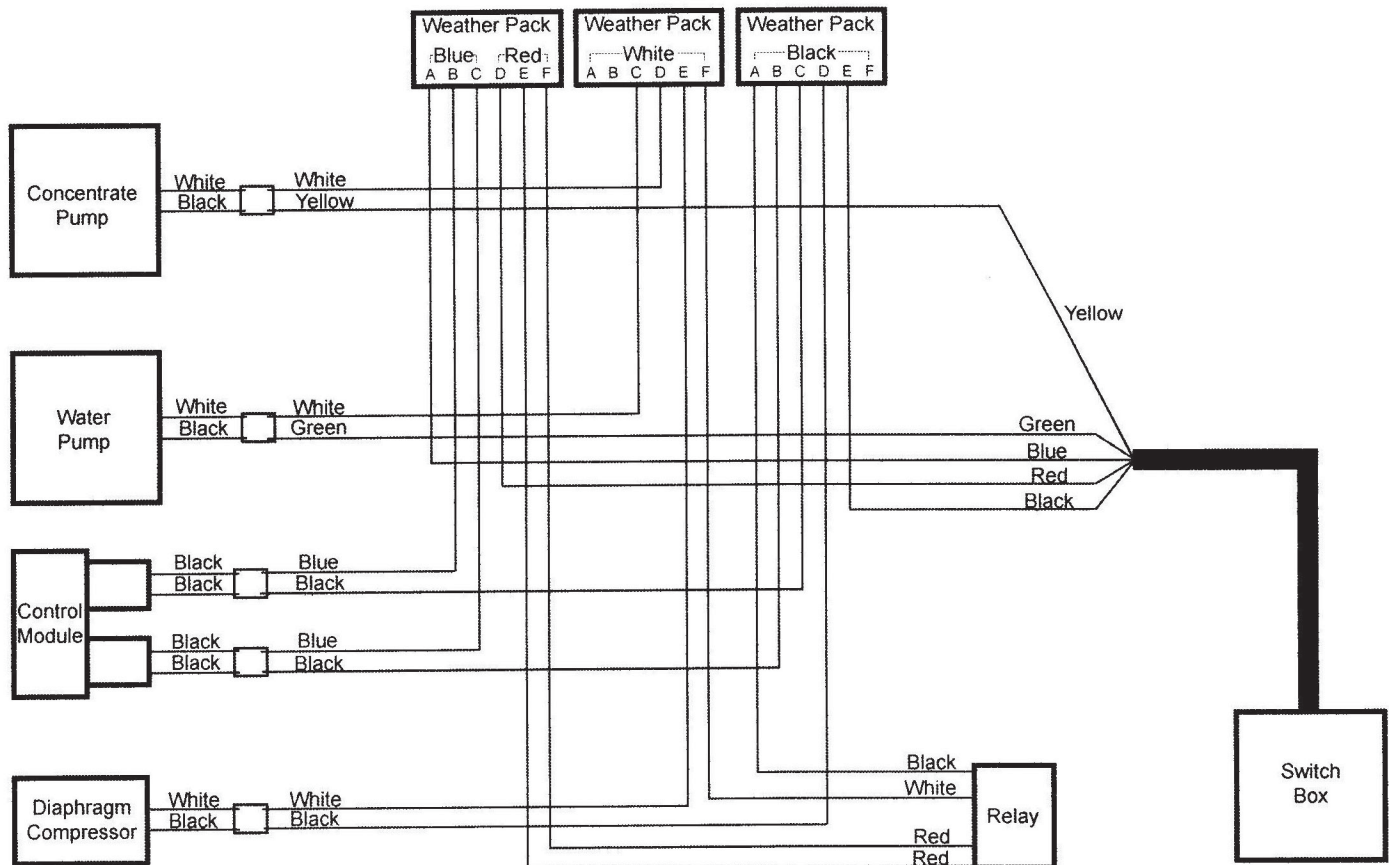 Weather Pack
Blue Red
A B C D E F
Weather Pack
White
A B C D E F
Weather Pack
Black
A B C D E F
Concentrate
Pump
White
Black
White
Yellow
Yellow
Water
Pump
White
Black
White
Green
Green
Blue
Red
Black
Control
Module
Black
Black
Blue
Black
Black
Black
Blue
Black
Diaphragm
Compressor
White
Black
White
Black
Black
White
Red
Red
Relay
Switch
Box